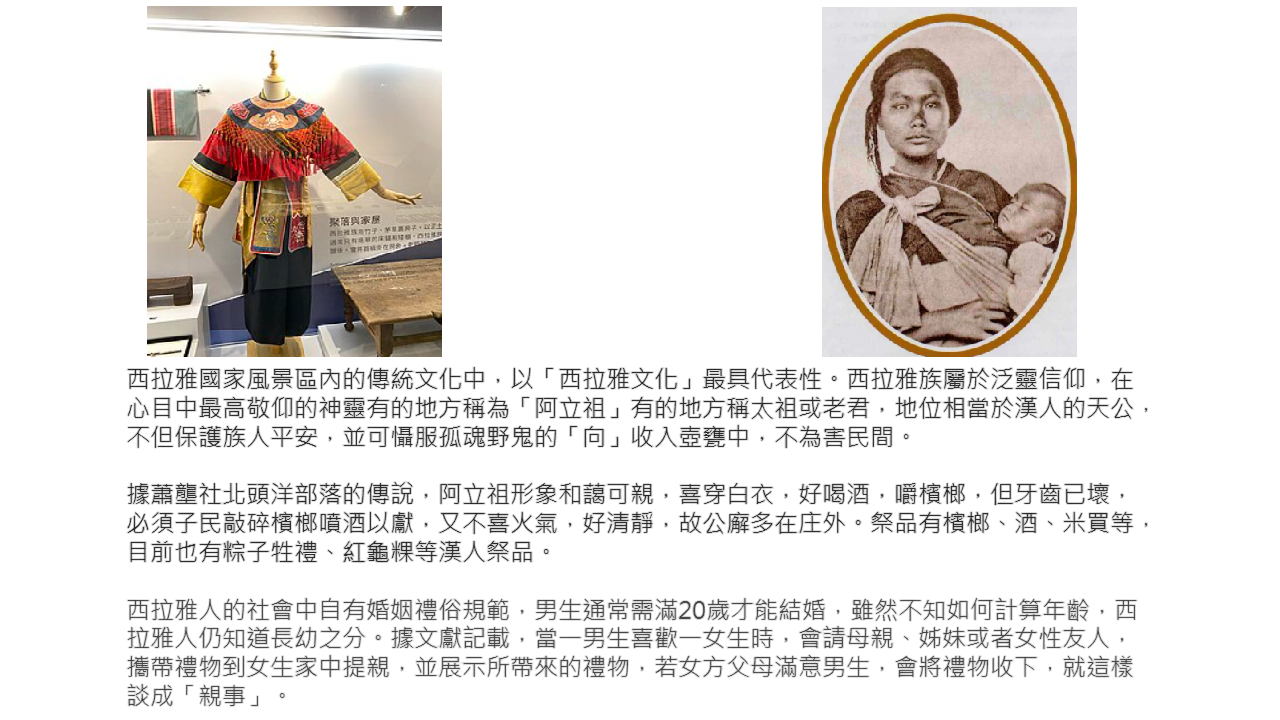 聚落與家屋
西拉雅國家風景區內的傳統文化中，以「西拉雅文化」最具代表性。西拉雅族屬於泛靈信仰，在
心目中最高敬仰的神靈有的地方稱為「阿立祖」有的地方稱太祖或老君，地位相當於漢人的天公，
不但保護族人平安，並可懾服孤魂野鬼的「向」收入壺甕中，不為害民間。
據蕭壟社北頭洋部落的傳說，阿立祖形象和藹可親，喜穿白衣，好喝酒，嚼檳榔，但牙齒已壞，
必須子民敲碎檳榔噴酒以獻，又不喜火氣，好清靜，故公廨多在庄外。祭品有檳榔、酒、米買等，
目前也有粽子牲禮、紅龜粿等漢人祭品。
西拉雅人的社會中自有婚姻禮俗規範，男生通常需滿20歲才能結婚，雖然不知如何計算年齡，西
拉雅人仍知道長幼之分。據文獻記載，當一男生喜歡一女生時，會請母親、姊妹或者女性友人，
攜帶禮物到女生家中提親，並展示所帶來的禮物，若女方父母滿意男生，會將禮物收下，就這樣
談成「親事」。